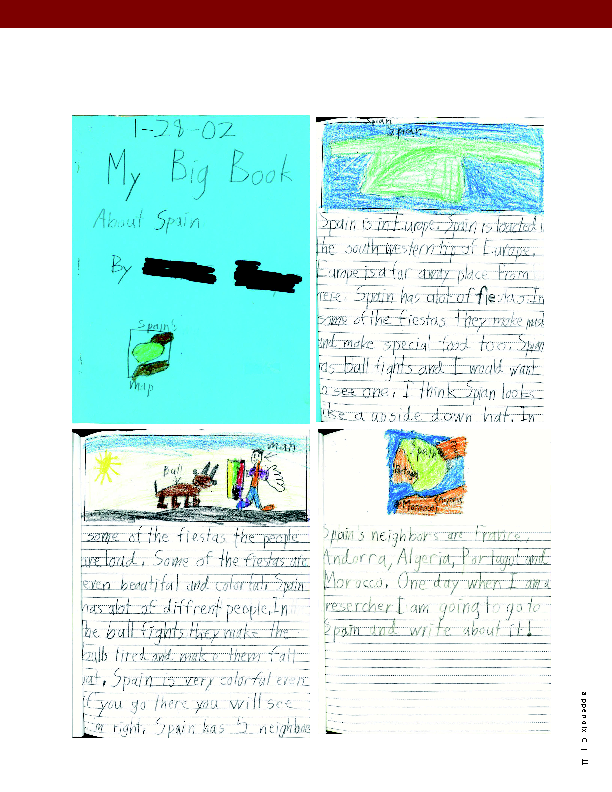 1-28-02
My Big Book
About Spain
By
Spain's
map
Spain
Spain
Spain is in Europe. Spain is located
the south western tip of Europe.
Europe is a far away place from
here. Spain has alot of fiestas. In
some of the fiestas they make
and make special food too. Spain
has bull fights and I would want
to see one. I think Spian looks
like a upside down hat. In
Bull
man
some of the fiestas the people
are loud. Some of the fiestas are
even beautiful and colorful. Spain
has alot of diffrent people. In
the bull fights they make the
bulls tired and make them fall
out. Spain is very colorful even
if you go there you will see
I'm right. Spain has 5 neighbors
Spain's neighbors are France,
Andorra, Algeria, Portugul and
Morocco. One day when I am a
resercher I am going to go to
Spain and write about it!
appendix C | 11